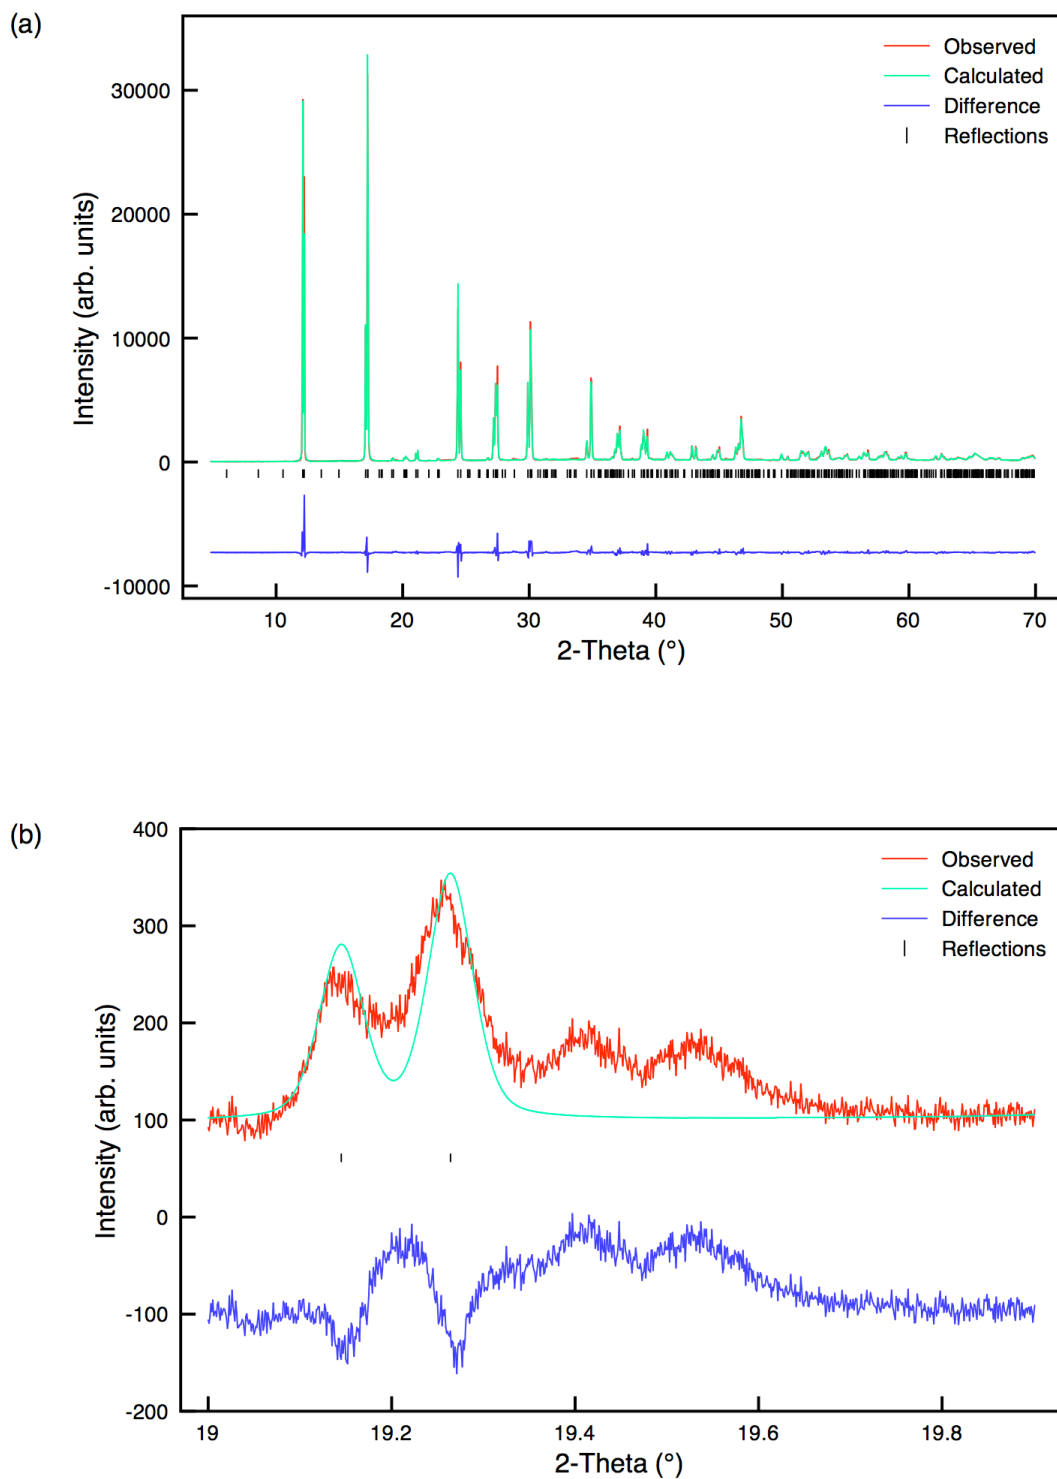 (a)
Observed
Calculated
Difference
Reflections
30000
20000
10000
0
-10000
Intensity (arb. units)
10 20 30 40 50 60 70
2-Theta (°)
(b)
400
Observed
Calculated
Difference
Reflections
300
200
100
0
-100
-200
Intensity (arb. units)
19 19.2 19.4 19.6 19.8
2-Theta (°)